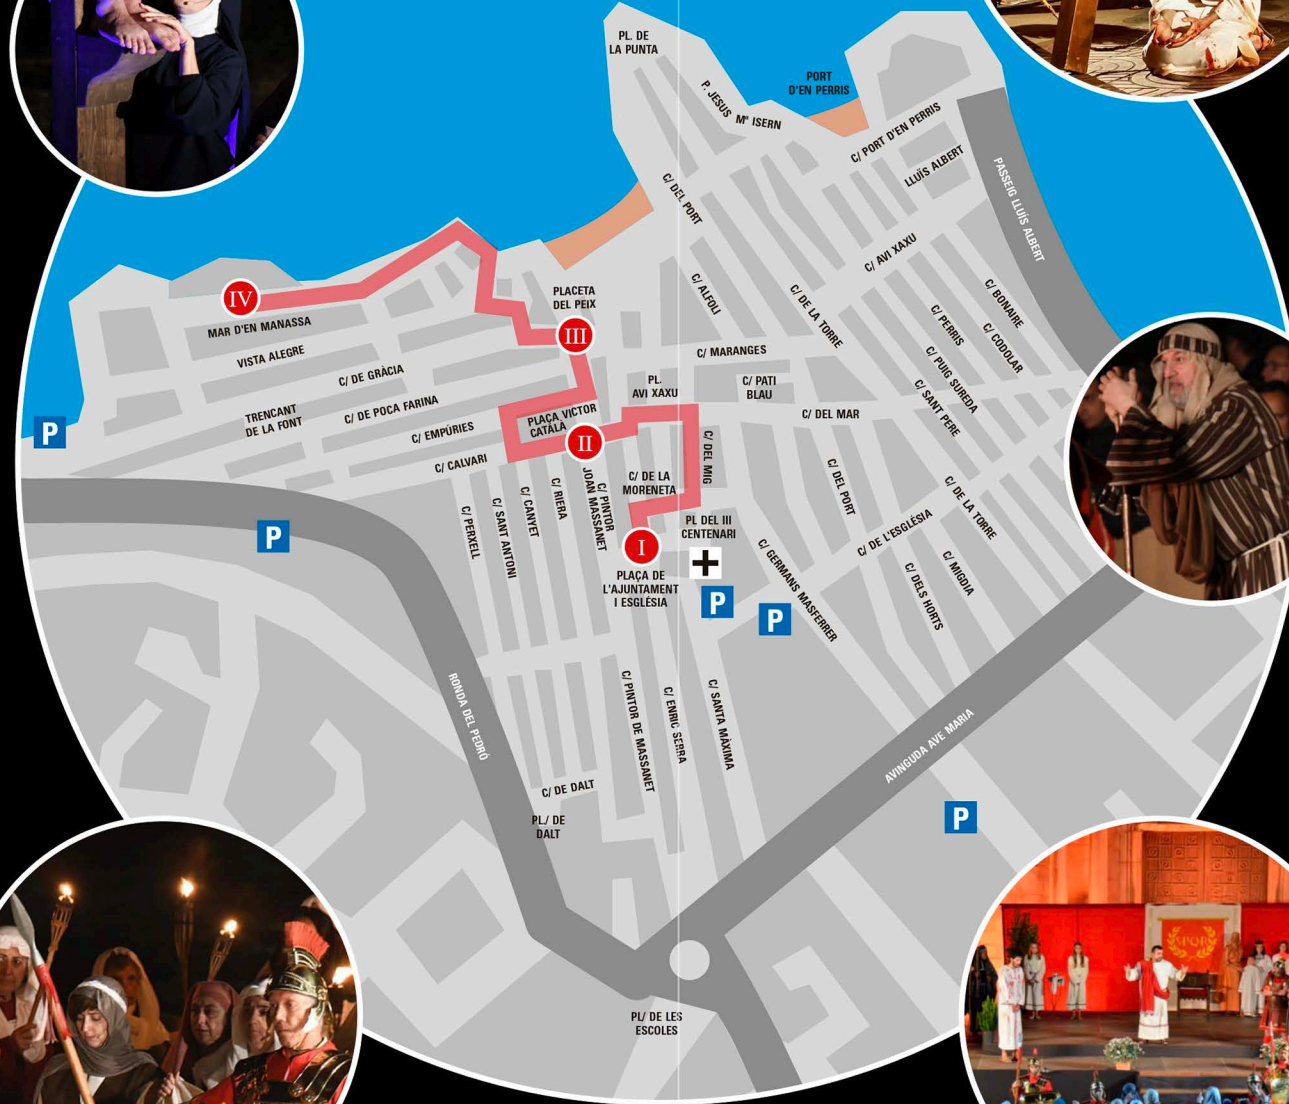 PL. DE
LA PUNTA
P. JESUS Mª ISERN
PORT
D'EN PERRIS
C/ PORT D'EN PERRIS
LLUÍS ALBERT
PASSEIG LLUÍS ALBERT
C/ DEL PORT
C/ AVI XAXU
C/ ALFOLI
C/ DE LA TORRE
C/ BONAIRE
C/ PERRIS
C/ CODOLAR
C/ PUIG SUREDA
C/ SANT PERE
IV
MAR D'EN MANASSA
PLACETA
DEL PEIX
III
VISTA ALEGRE
C/ DE GRÀCIA
C/ MARANGES
PL.
AVI XAXU
C/ PATI
BLAU
C/ DEL MAR
TRENCANT
DE LA FONT
C/ DE POCA FARINA
C/ EMPÚRIES
C/ CALVARI
PLAÇA VICTOR
CATALÀ
II
C/ DEL MIG
P
C/ DE LA
MORENETA
C/ PINTOR
JOAN MASSANET
C/ RIERA
C/ CANYET
C/ SANT ANTONI
C/ PERXELL
C/ DEL PORT
C/ DE LA TORRE
C/ DE L'ESGLÉSIA
P
PL DEL III
CENTENARI
I
PLAÇA DE
L'AJUNTAMENT
I ESGLÉSIA
P
P
C/ GERMANS MASFERRER
C/ MIGDIA
C/ DELS HORTS
RONDA DEL PEDRÓ
C/ PINTOR DE MASSANET
C/ ENRIC SERRA
C/ SANTA MÀXIMA
AVINGUDA AVE MARIA
C/ DE DALT
PL./ DE
DALT
P
PL/ DE LES
ESCOLES
SPQR